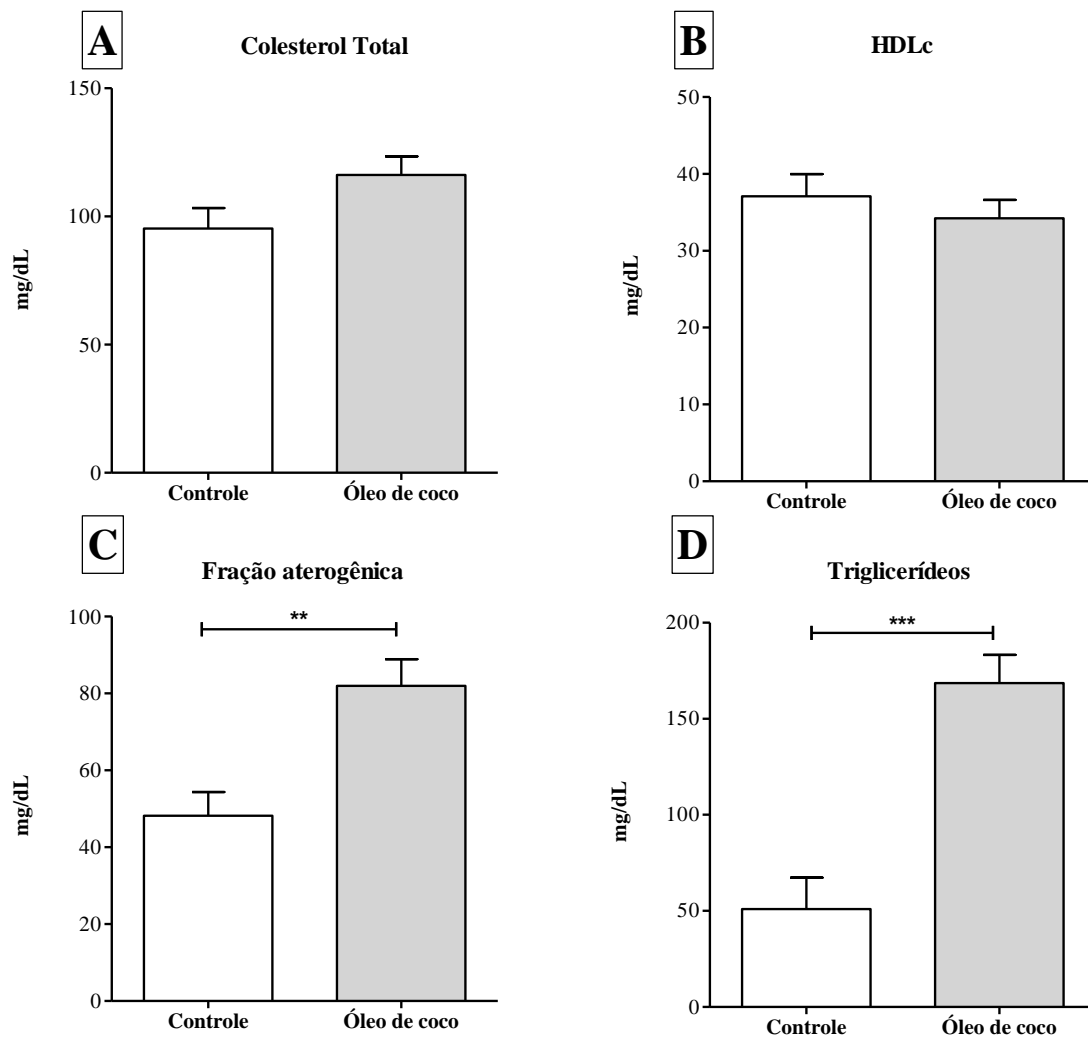 A
Colesterol Total
150
100
50
0
mg/dL
Controle
Óleo de coco
B
HDLc
50
40
30
20
10
0
mg/dL
Controle
Óleo de coco
C
Fração aterogênica
100
80
60
40
20
0
mg/dL
**
Controle
Óleo de coco
D
Triglicerídeos
200
150
100
50
0
mg/dL
***
Controle
Óleo de coco